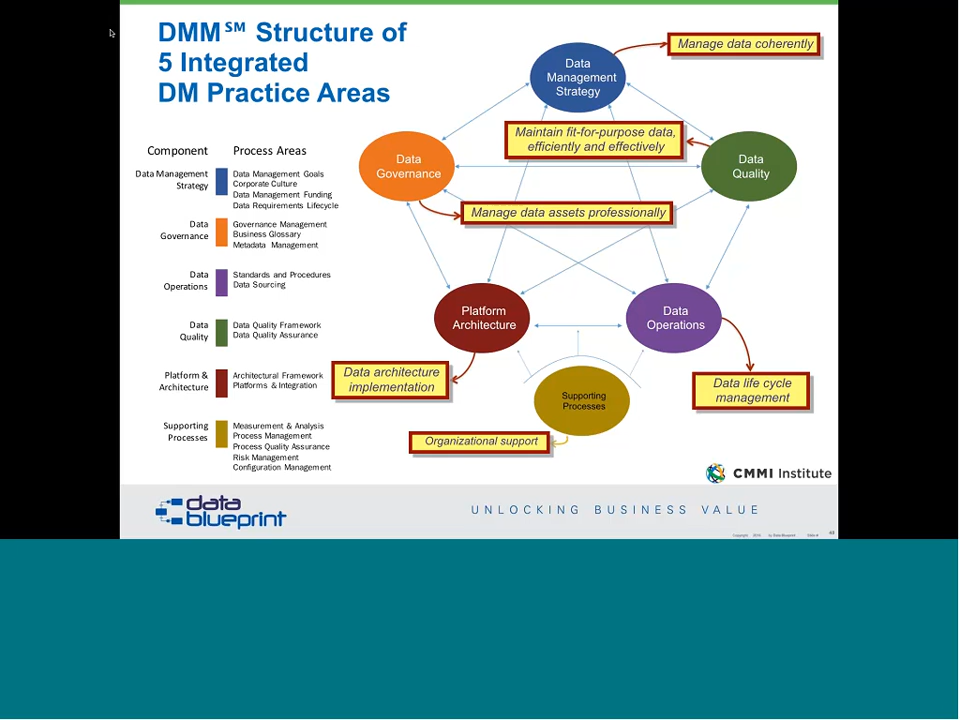 DMM℠ Structure of
5 Integrated
DM Practice Areas
Component Process Areas
Data Management
Strategy
Data Management Goals
Corporate Culture
Data Management Funding
Data Requirements Lifecycle
Data
Governance
Governance Management
Business Glossary
Metadata Management
Data
Operations
Standards and Procedures
Data Sourcing
Data
Quality
Data Quality Framework
Data Quality Assurance
Platform &
Architecture
Architectural Framework
Platforms & Integration
Supporting
Processes
Measurement & Analysis
Process Management
Process Quality Assurance
Risk Management
Configuration Management
Data
Management
Strategy
Manage data coherently
Maintain fit-for-purpose data,
efficiently and effectively
Data
Governance
Data
Quality
Manage data assets professionally
Platform
Architecture
Data
Operations
Data architecture
implementation
Supporting
Processes
Data life cycle
management
Organizational support
CMMI Institute
data
blueprint
UNLOCKING BUSINESS VALUE